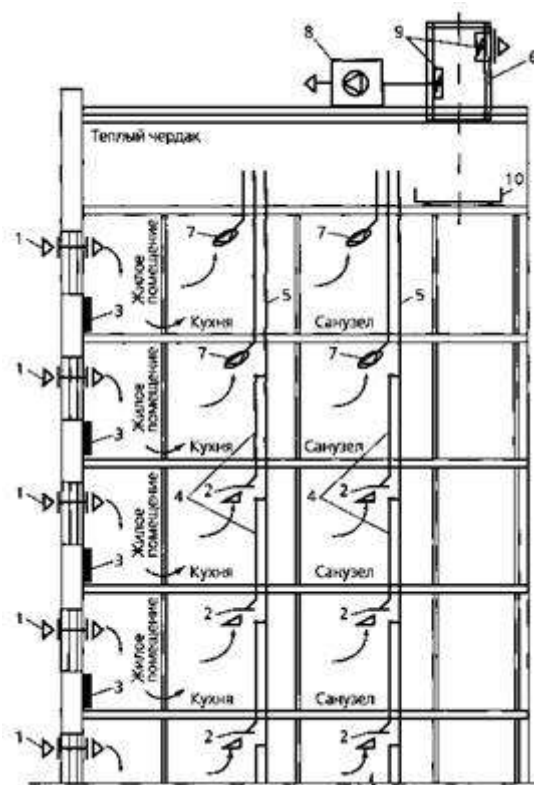 8
9
6
Теплый чердак
10
1
7
7
Жилое помещение
5
5
3
Кухня
Санузел
1
7
7
Жилое помещение
3
Кухня
Санузел
4
2
4
2
1
Жилое помещение
3
Кухня
Санузел
1
2
2
Жилое помещение
3
Кухня
Санузел
1
2
2